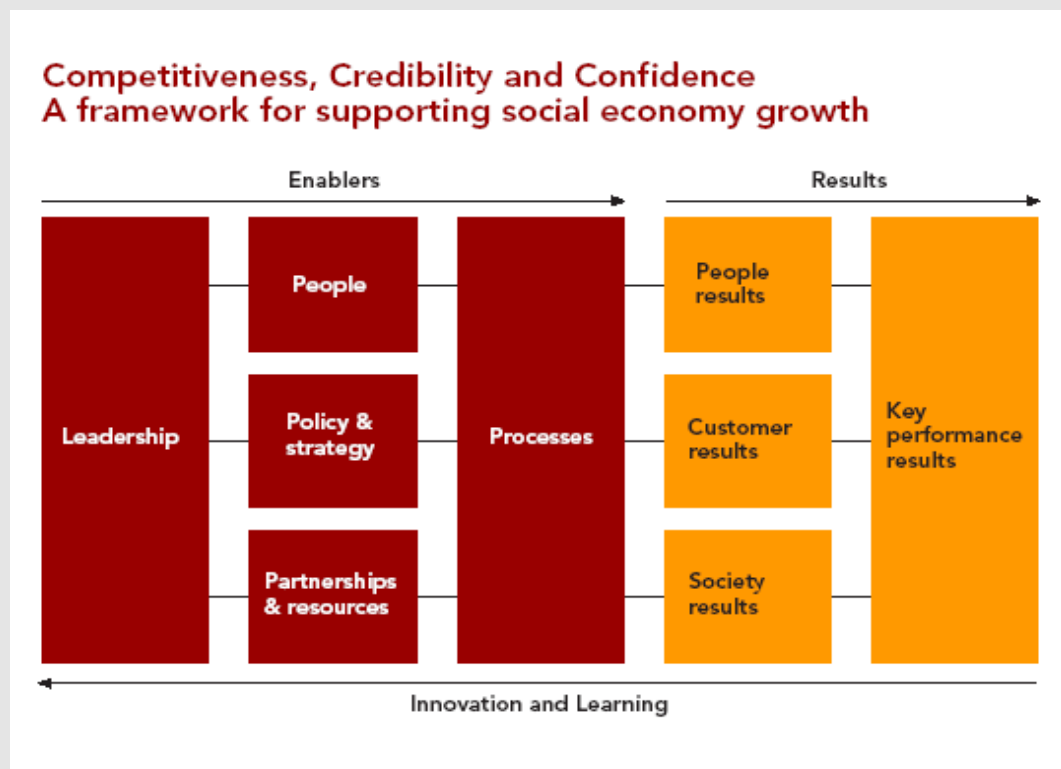 Competitiveness, Credibility and Confidence
A framework for supporting social economy growth
Enablers
Results
Leadership
People
Policy &
strategy
Partnerships
& resources
Processes
People
results
Customer
results
Society
results
Key
performance
results
Innovation and Learning